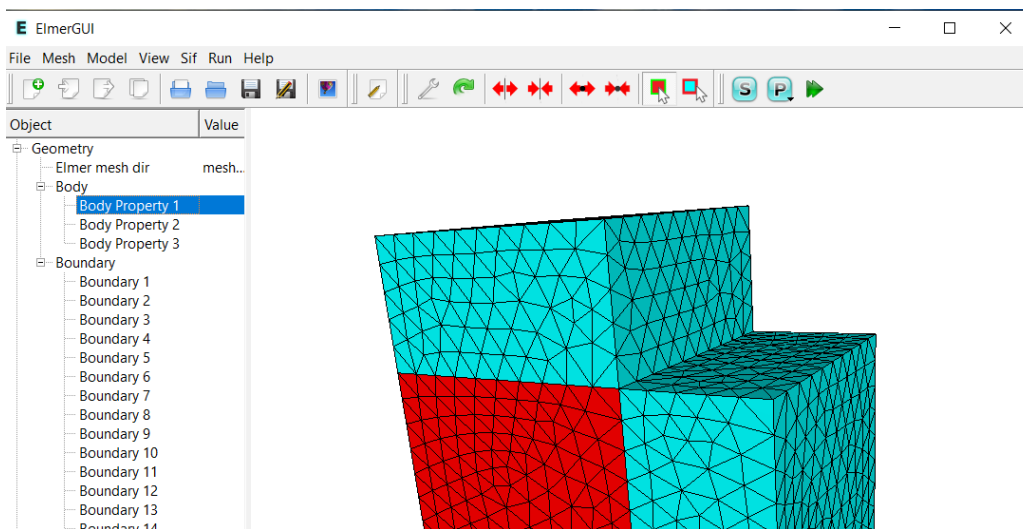 E ElmerGUI
File Mesh Model View Sif Run Help
S P
Object Value
Geometry
Elmer mesh dir mesh...
Body
Body Property 1
Body Property 2
Body Property 3
Boundary
Boundary 1
Boundary 2
Boundary 3
Boundary 4
Boundary 5
Boundary 6
Boundary 7
Boundary 8
Boundary 9
Boundary 10
Boundary 11
Boundary 12
Boundary 13
Boundary 14